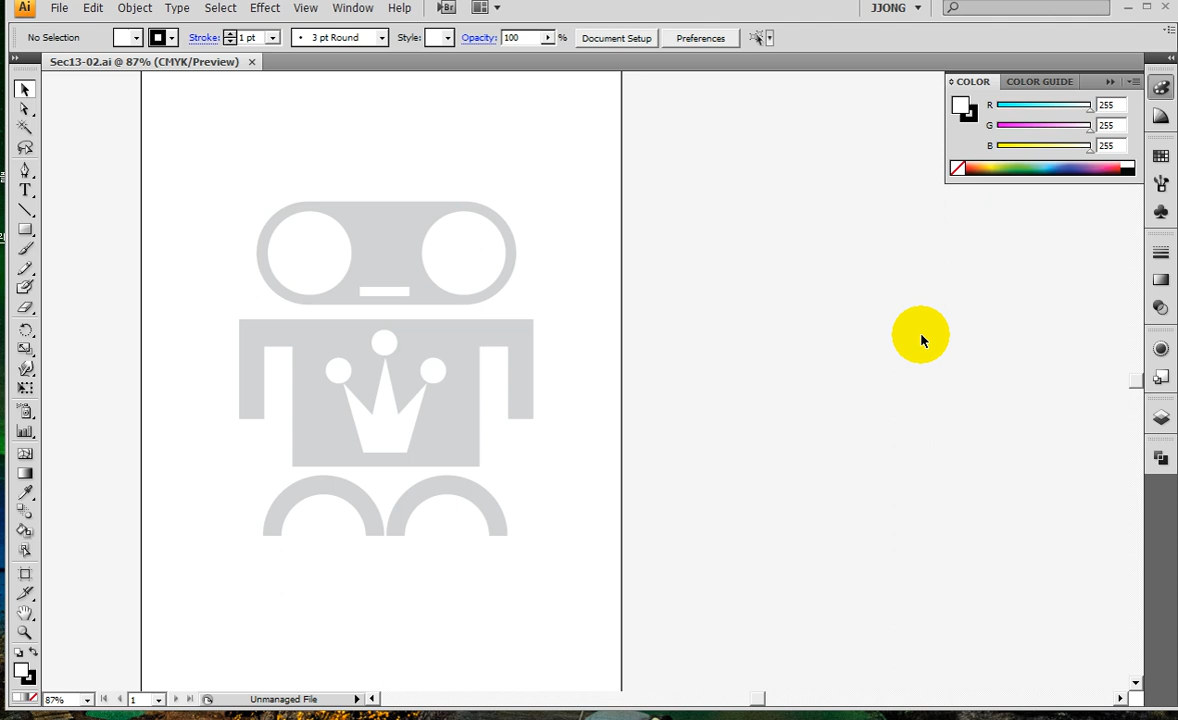 Ai File Edit Object Type Select Effect View Window Help Br JJONG
No Selection Stroke: 1 pt 3 pt Round Style: Opacity: 100 % Document Setup Preferences
Sec13-02.ai @ 87% (CMYK/Preview)
COLOR COLOR GUIDE
R 255
G 255
B 255
T
87% 1 Unmanaged File